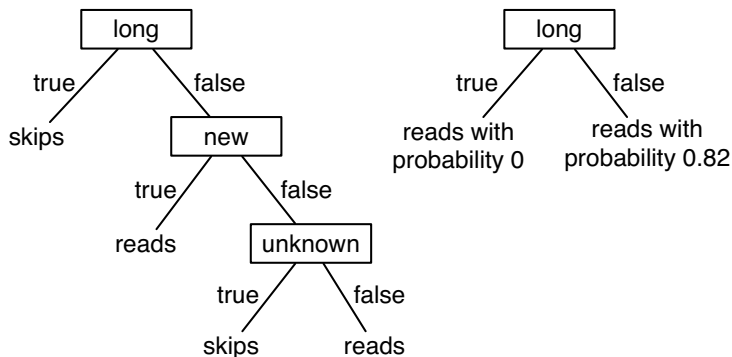 long
true
false
skips
new
true
false
reads
unknown
true
false
skips
reads
long
true
false
reads with
probability 0
reads with
probability 0.82